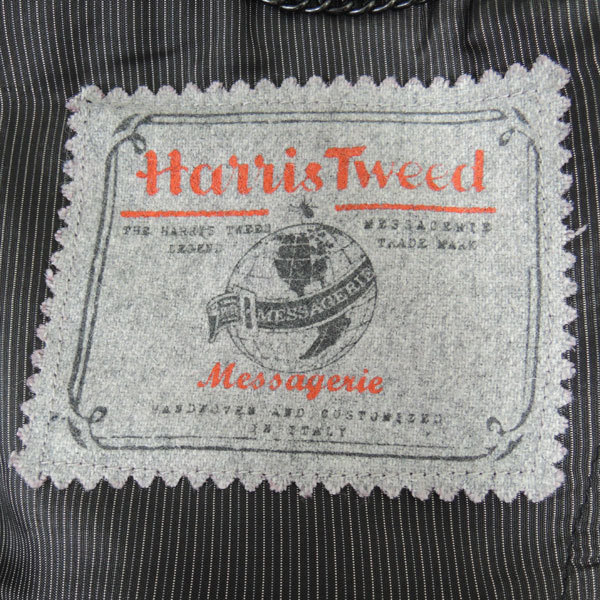 Harris Tweed
THE HARRIS TWEED MESSAGERIE
LEGEND TRADE MARK
MESSAGERIE
Messagerie
HANDWOVEN AND CUSTOMIZED
IN ITALY